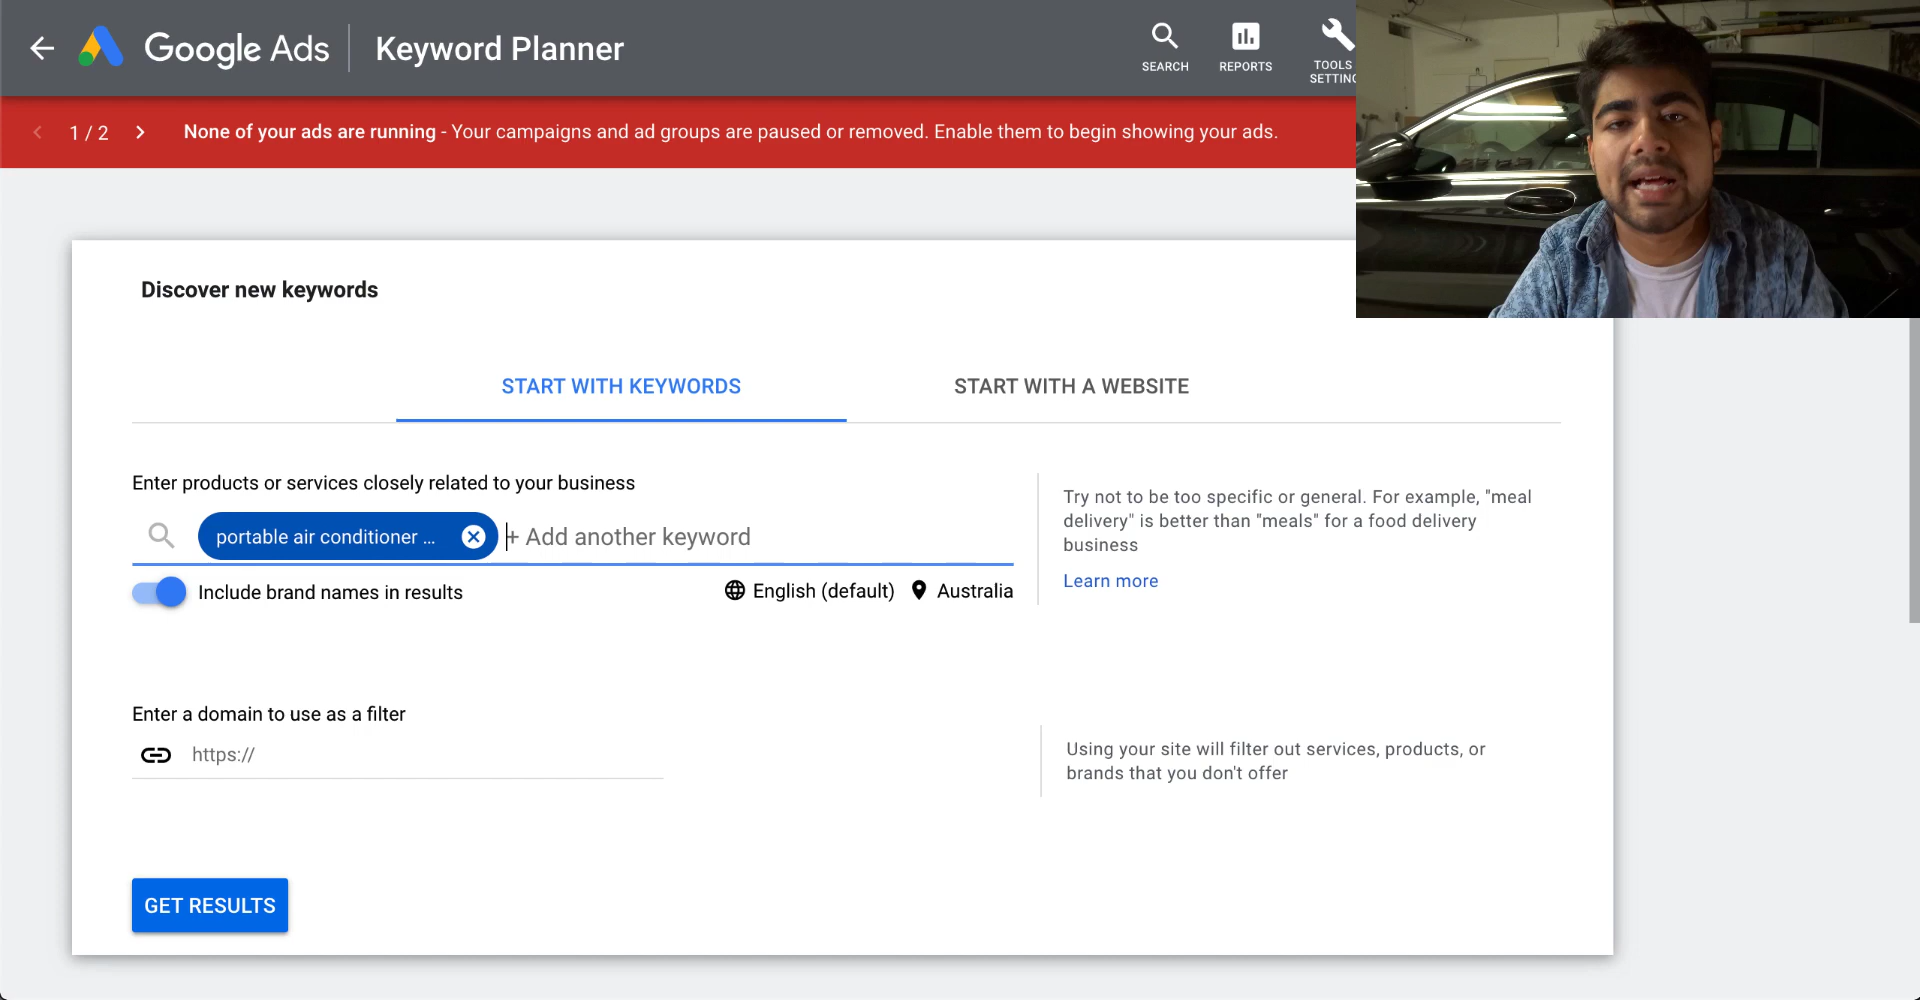 Google Ads | Keyword Planner
SEARCH
REPORTS
TOOLS
SETTING
1 / 2
None of your ads are running - Your campaigns and ad groups are paused or removed. Enable them to begin showing your ads.
Discover new keywords
START WITH KEYWORDS
START WITH A WEBSITE
Enter products or services closely related to your business
portable air conditioner ...
+ Add another keyword
Include brand names in results
English (default)
Australia
Try not to be too specific or general. For example, "meal
delivery" is better than "meals" for a food delivery
business
Learn more
Enter a domain to use as a filter
https://
Using your site will filter out services, products, or
brands that you don't offer
GET RESULTS